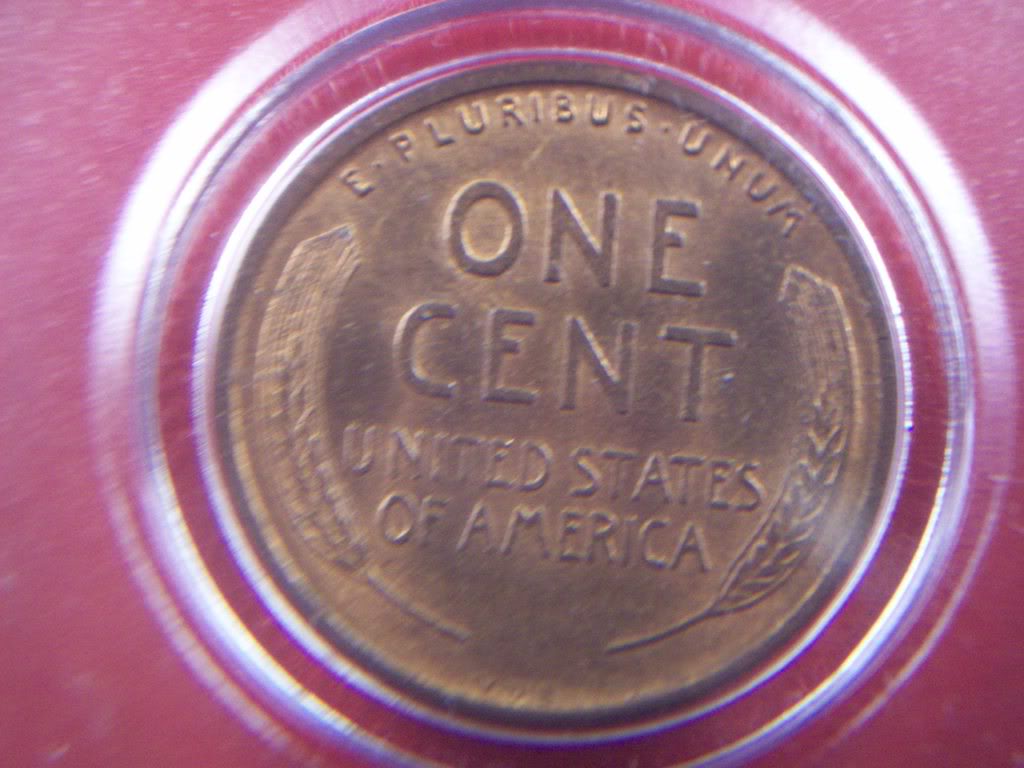 E·PLURIBUS·UNUM
ONE
CENT
UNITED STATES
OF AMERICA